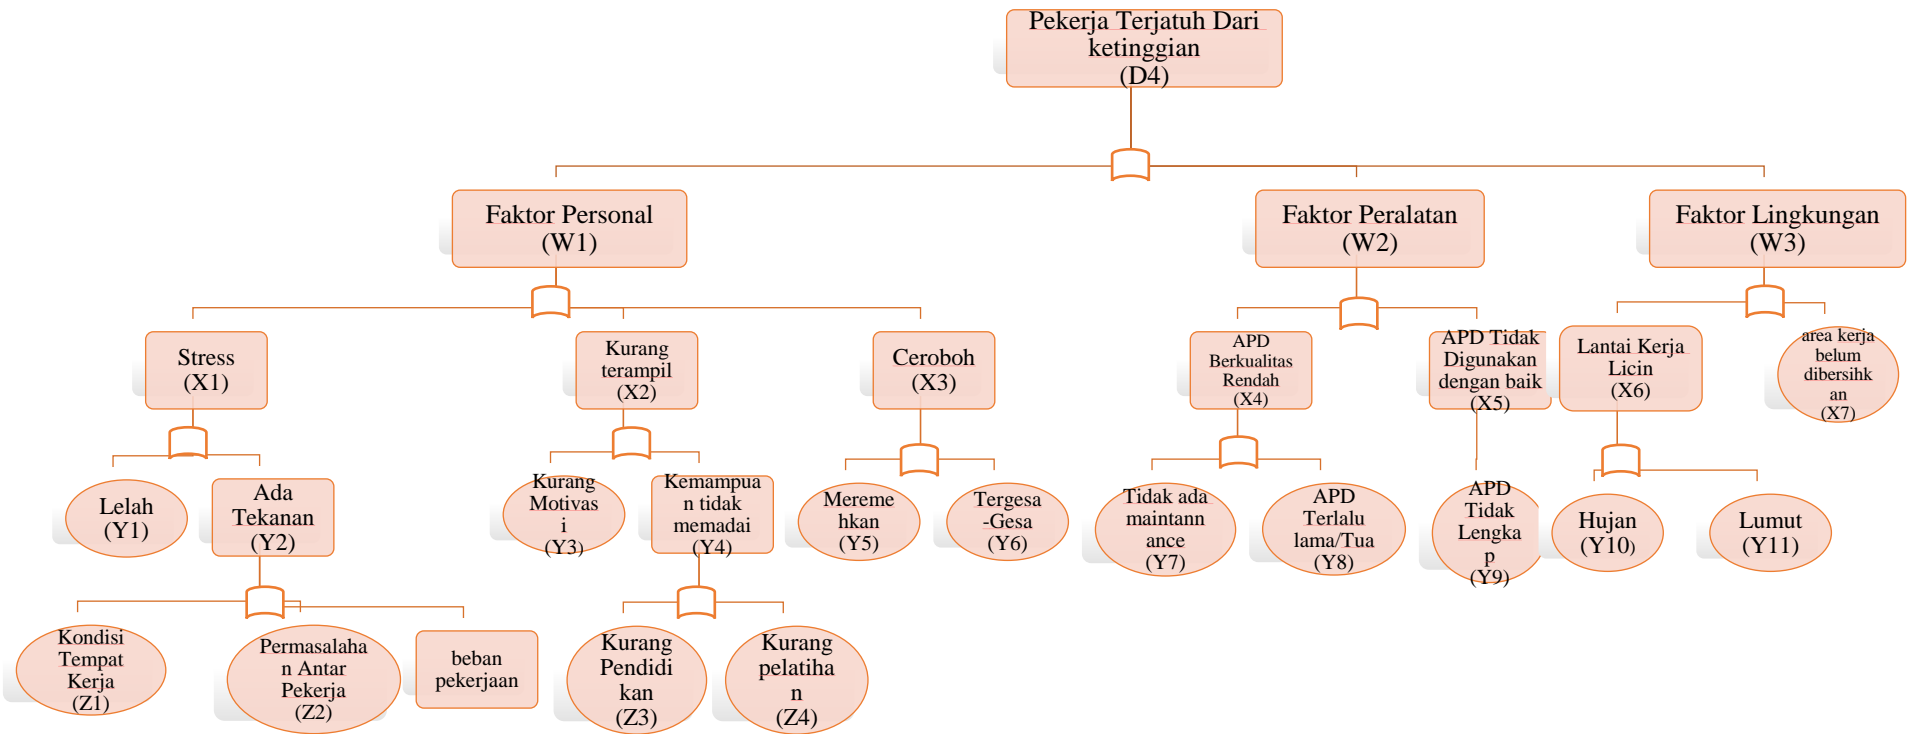 Pekerja Terjatuh Dari
ketinggian
(D4)
Faktor Personal
(W1)
Faktor Peralatan
(W2)
Faktor Lingkungan
(W3)
Stress
(X1)
Kurang
terampil
(X2)
Ceroboh
(X3)
APD
Berkualitas
Rendah
(X4)
APD Tidak
Digunakan
dengan baik
(X5)
Lantai Kerja
Licin
(X6)
area kerja
belum
dibersihk
an
(X7)
Lelah
(Y1)
Ada
Tekanan
(Y2)
Kurang
Motivas
i
(Y3)
Kemampua
n tidak
memadai
(Y4)
Mereme
hkan
(Y5)
Tergesa
-Gesa
(Y6)
Tidak ada
maintann
ance
(Y7)
APD
Terlalu
lama/Tua
(Y8)
APD
Tidak
Lengka
p
(Y9)
Hujan
(Y10)
Lumut
(Y11)
Kondisi
Tempat
Kerja
(Z1)
Permasalaha
n Antar
Pekerja
(Z2)
beban
pekerjaan
Kurang
Pendidi
kan
(Z3)
Kurang
pelatiha
n
(Z4)